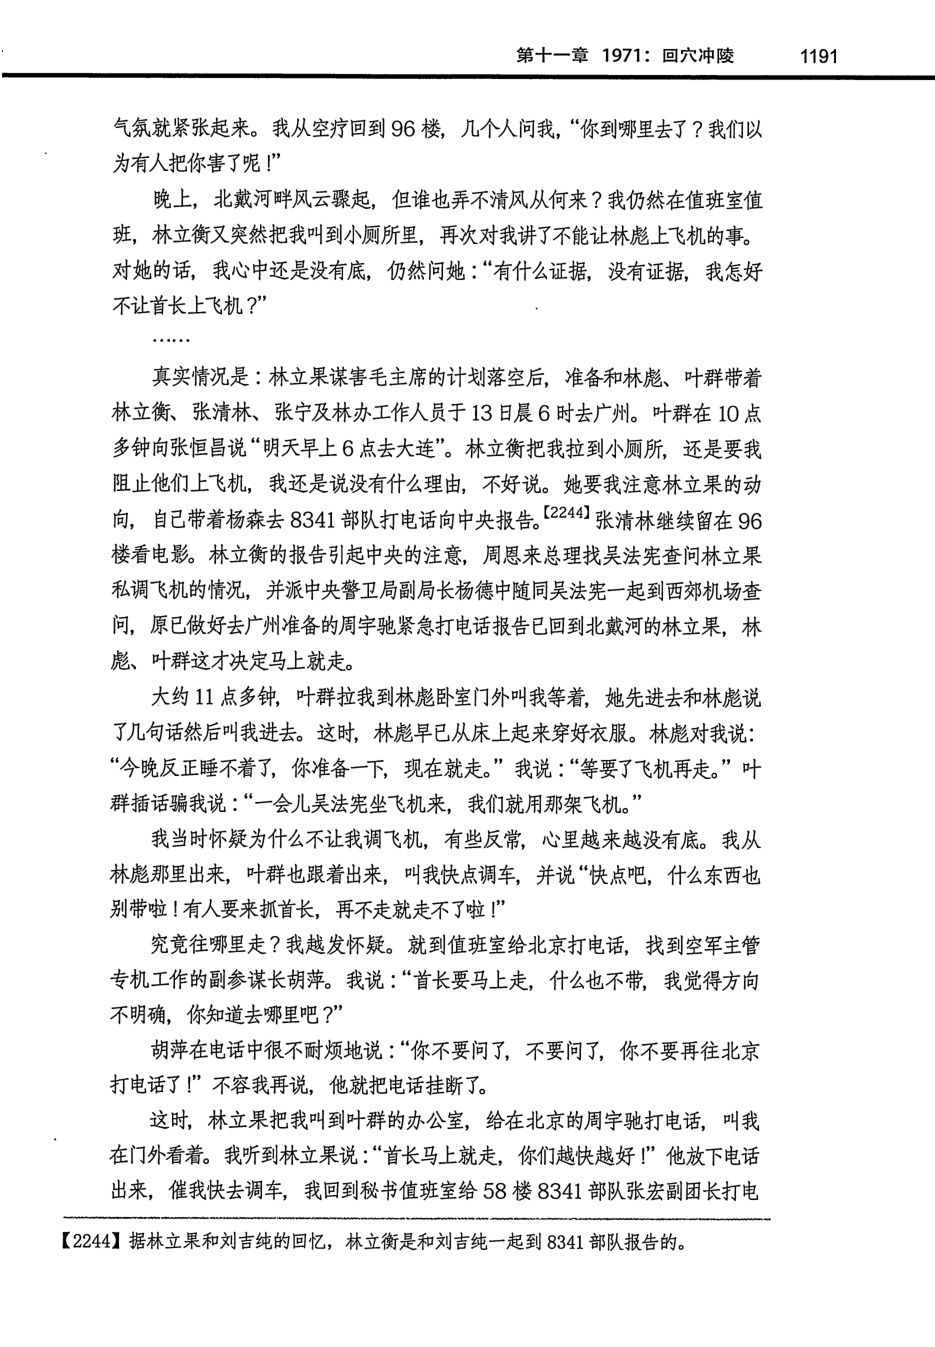 第十一章 1971：回穴冲陵 1191
气氛就紧张起来。我从空疗回到 96 楼，几个人问我，“你到哪里去了？我们以
为有人把你害了呢！”
晚上，北戴河畔风云骤起，但谁也弄不清风从何来？我仍然在值班室值
班，林立衡又突然把我叫到小厕所里，再次对我讲了不能让林彪上飞机的事。
对她的话，我心中还是没有底，仍然问她：“有什么证据，没有证据，我怎好
不让首长上飞机？”
……
真实情况是：林立果谋害毛主席的计划落空后，准备和林彪、叶群带着
林立衡、张清林、张宁及林办工作人员于 13 日晨 6 时去广州。叶群在 10 点
多钟向张恒昌说“明天早上 6 点去大连”。林立衡把我拉到小厕所，还是要我
阻止他们上飞机，我还是说没有什么理由，不好说。她要我注意林立果的动
向，自己带着杨森去 8341 部队打电话向中央报告。【2244】张清林继续留在 96
楼看电影。林立衡的报告引起中央的注意，周恩来总理找吴法宪查问林立果
私调飞机的情况，并派中央警卫局副局长杨德中随同吴法宪一起到西郊机场查
问，原已做好去广州准备的周宇驰紧急打电话报告已回到北戴河的林立果，林
彪、叶群这才决定马上就走。
大约 11 点多钟，叶群拉我到林彪卧室门外叫我等着，她先进去和林彪说
了几句话然后叫我进去。这时，林彪早已从床上起来穿好衣服。林彪对我说：
“今晚反正睡不着了，你准备一下，现在就走。”我说：“等要了飞机再走。”叶
群插话骗我说：“一会儿吴法宪坐飞机来，我们就用那架飞机。”
我当时怀疑为什么不让我调飞机，有些反常，心里越来越没有底。我从
林彪那里出来，叶群也跟着出来，叫我快点调车，并说“快点吧，什么东西也
别带啦！有人要来抓首长，再不走就走不了啦！”
究竟往哪里走？我越发怀疑。就到值班室给北京打电话，找到空军主管
专机工作的副参谋长胡萍。我说：“首长要马上走，什么也不带，我觉得方向
不明确，你知道去哪里吧？”
胡萍在电话中很不耐烦地说：“你不要问了，不要问了，你不要再往北京
打电话了！”不容我再说，他就把电话挂断了。
这时，林立果把我叫到叶群的办公室，给在北京的周宇驰打电话，叫我
在门外看着。我听到林立果说：“首长马上就走，你们越快越好！”他放下电话
出来，催我快去调车，我回到秘书值班室给 58 楼 8341 部队张宏副团长打电
【2244】据林立果和刘吉纯的回忆，林立衡是和刘吉纯一起到 8341 部队报告的。